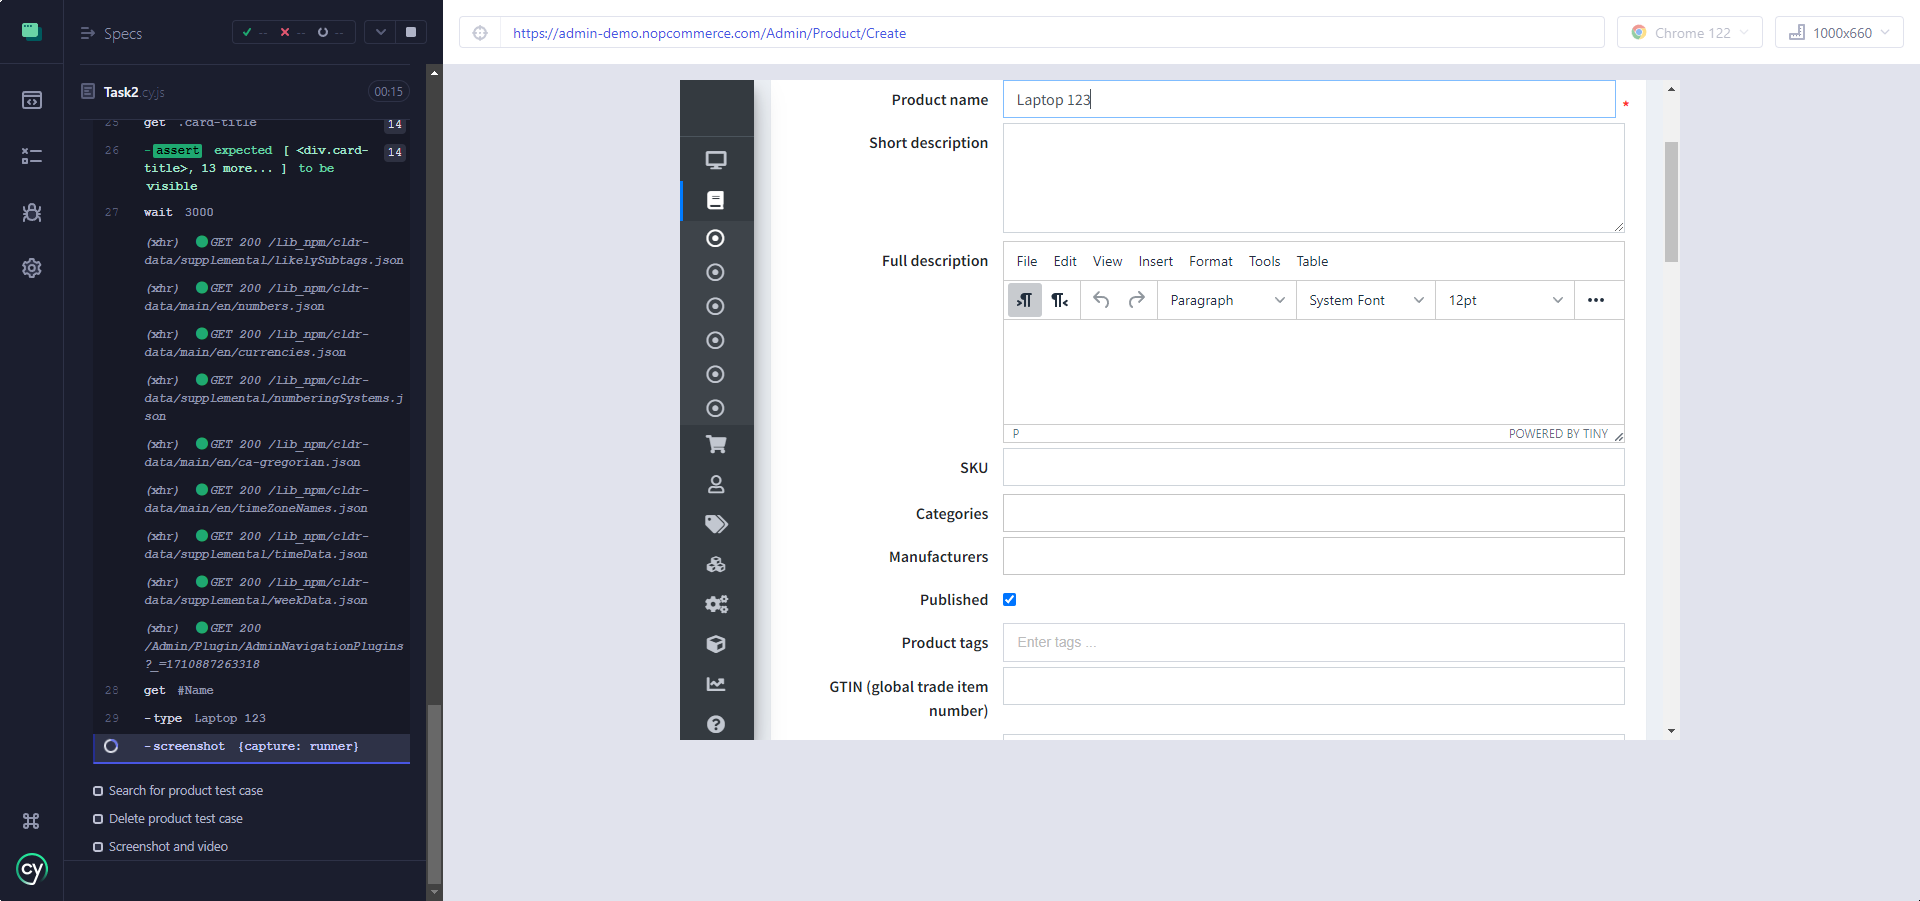 Specs
-- -- --
https://admin-demo.nopcommerce.com/Admin/Product/Create
Chrome 122
1000x660
Task2.cy.js
00:15
25 get .card-title 14
26 -assert expected [ <div.card-
title>, 13 more... ] to be
visible
14
27 wait 3000
(xhr) GET 200 /lib_npm/cldr-
data/supplemental/likelySubtags.json
(xhr) GET 200 /lib_npm/cldr-
data/main/en/numbers.json
(xhr) GET 200 /lib_npm/cldr-
data/main/en/currencies.json
(xhr) GET 200 /lib_npm/cldr-
data/supplemental/numberingSystems.j
son
(xhr) GET 200 /lib_npm/cldr-
data/main/en/ca-gregorian.json
(xhr) GET 200 /lib_npm/cldr-
data/main/en/timeZoneNames.json
(xhr) GET 200 /lib_npm/cldr-
data/supplemental/timeData.json
(xhr) GET 200 /lib_npm/cldr-
data/supplemental/weekData.json
(xhr) GET 200
/Admin/Plugin/AdminNavigationPlugins
?_=1710887263318
28 get #Name
29 -type Laptop 123
-screenshot {capture: runner}
Search for product test case
Delete product test case
Screenshot and video
cy
Product name
Laptop 123
*
Short description
Full description
File Edit View Insert Format Tools Table
Paragraph System Font 12pt
P
POWERED BY TINY
SKU
Categories
Manufacturers
Published
Product tags
Enter tags ...
GTIN (global trade item
number)